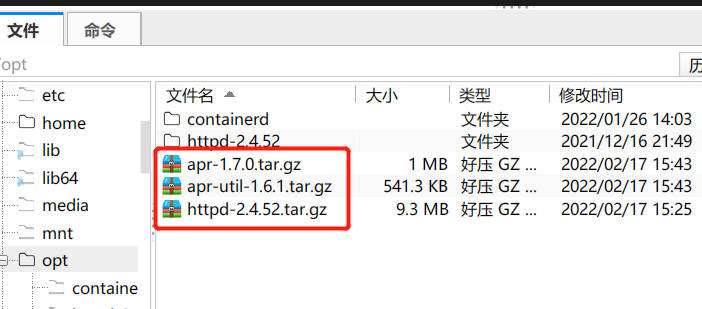 文件 命令
/opt 历
文件名 大小 类型 修改时间
etc
home
lib
lib64
media
mnt
opt
containe
containerd 文件夹 2022/01/26 14:03
httpd-2.4.52 文件夹 2021/12/16 21:49
apr-1.7.0.tar.gz 1 MB 好压 GZ ... 2022/02/17 15:43
apr-util-1.6.1.tar.gz 541.3 KB 好压 GZ ... 2022/02/17 15:43
httpd-2.4.52.tar.gz 9.3 MB 好压 GZ ... 2022/02/17 15:25